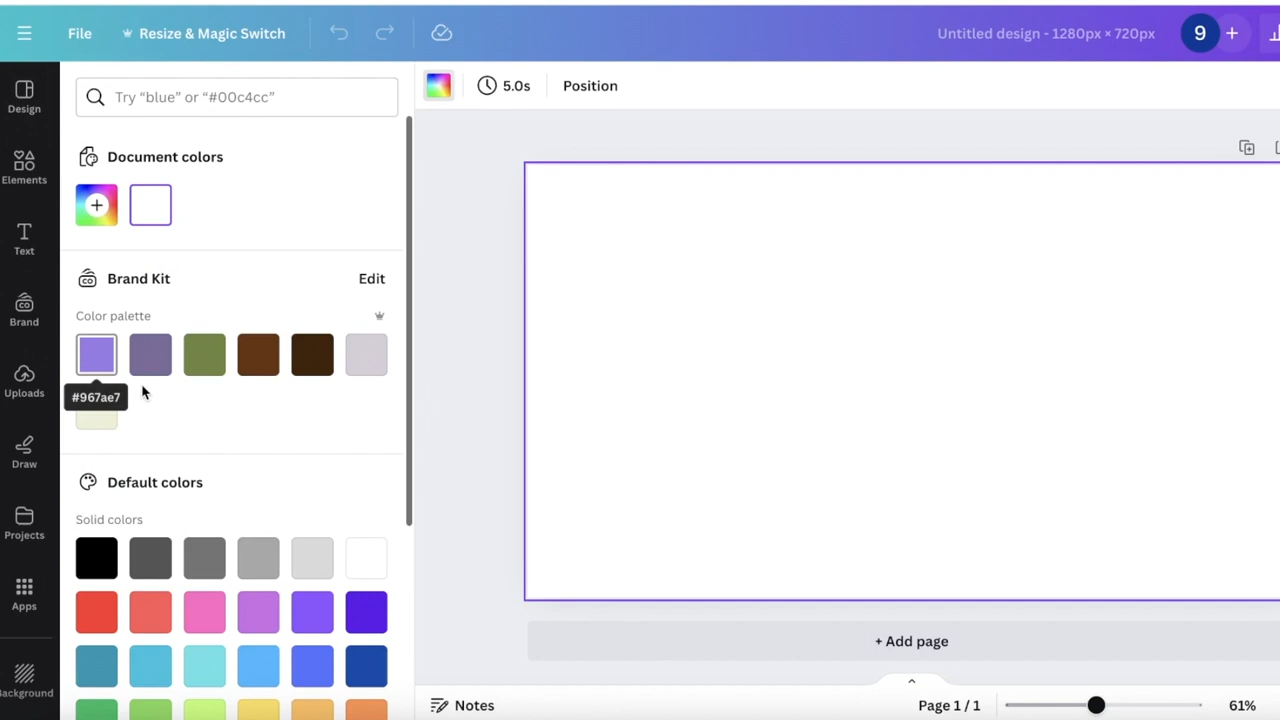 File
Resize & Magic Switch
Untitled design - 1280px × 720px
9
Design
Elements
Text
Brand
Uploads
Draw
Projects
Apps
Background
Try “blue” or “#00c4cc”
Document colors
Brand Kit
Edit
Color palette
#967ae7
Default colors
Solid colors
5.0s
Position
+ Add page
Notes
Page 1 / 1
61%